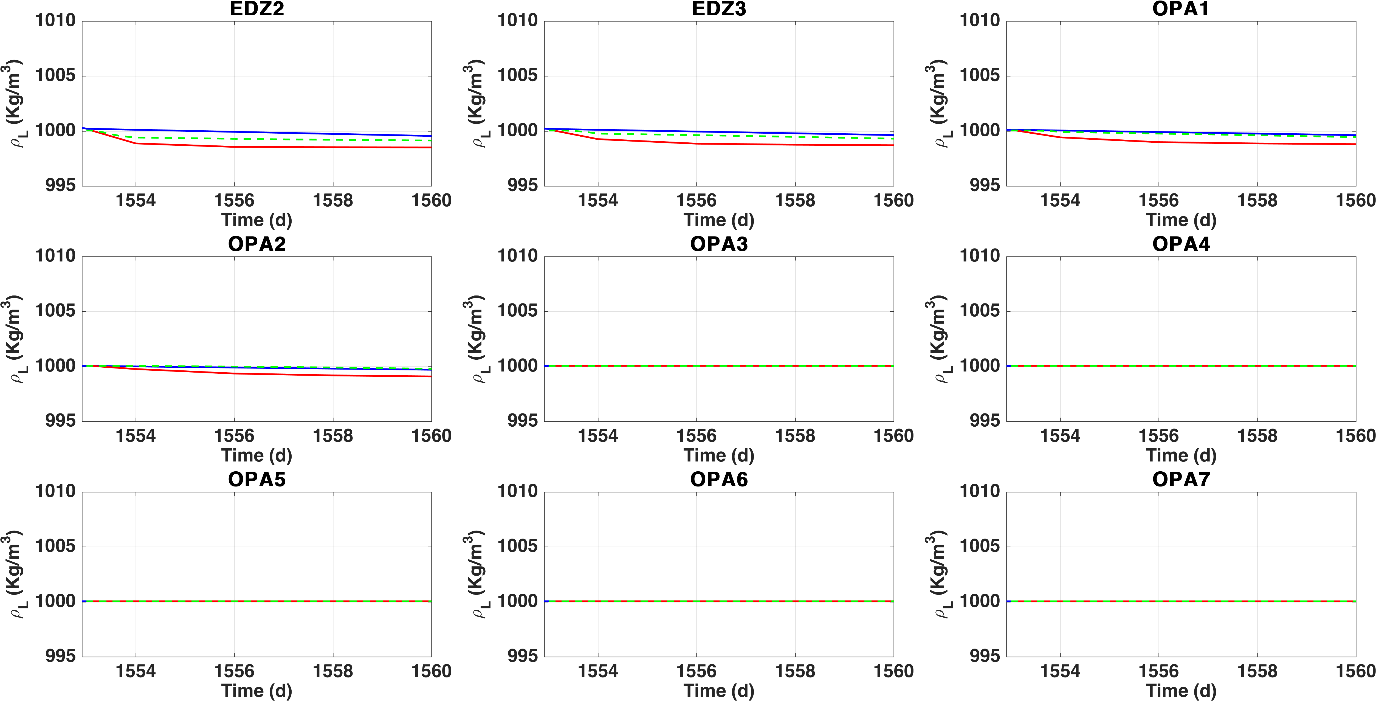 EDZ2 EDZ3 OPA1
1010 1010 1010
1005 1005 1005
1000 1000 1000
995 995 995
ρL (Kg/m3) ρL (Kg/m3) ρL (Kg/m3)
1554 1556 1558 1560 1554 1556 1558 1560 1554 1556 1558 1560
Time (d) Time (d) Time (d)
OPA2 OPA3 OPA4
1010 1010 1010
1005 1005 1005
1000 1000 1000
995 995 995
ρL (Kg/m3) ρL (Kg/m3) ρL (Kg/m3)
1554 1556 1558 1560 1554 1556 1558 1560 1554 1556 1558 1560
Time (d) Time (d) Time (d)
OPA5 OPA6 OPA7
1010 1010 1010
1005 1005 1005
1000 1000 1000
995 995 995
ρL (Kg/m3) ρL (Kg/m3) ρL (Kg/m3)
1554 1556 1558 1560 1554 1556 1558 1560 1554 1556 1558 1560
Time (d) Time (d) Time (d)